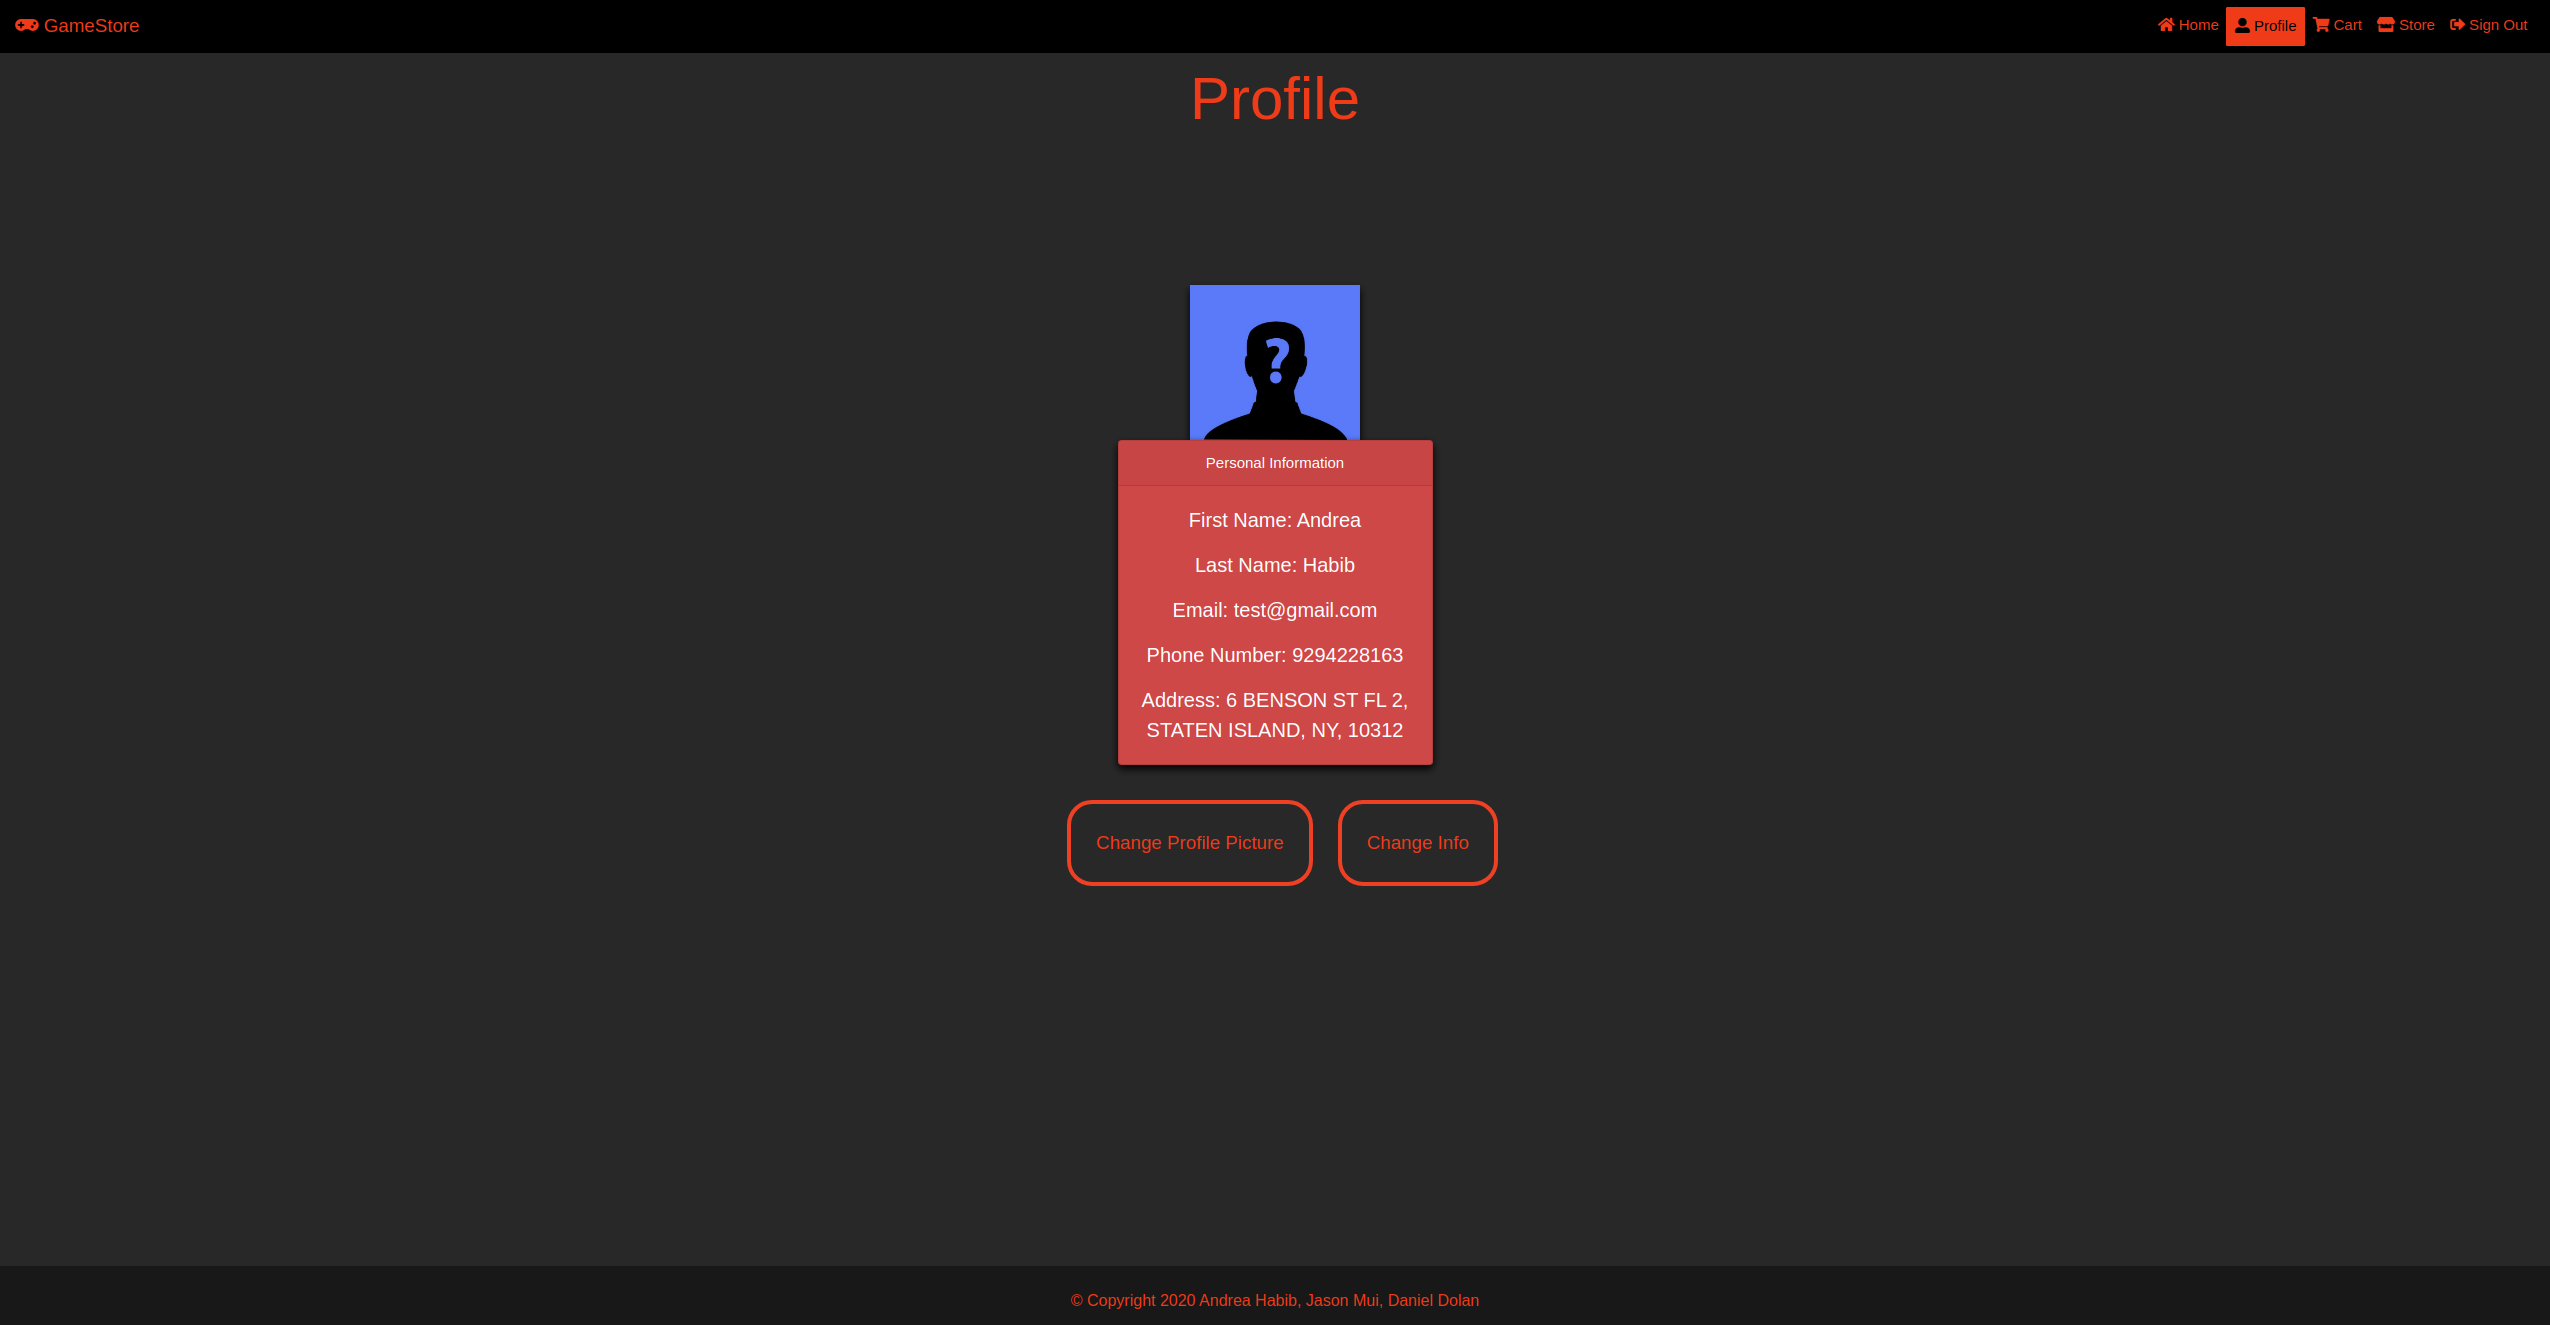 GameStore
Home Profile Cart Store Sign Out
Profile
?
Personal Information
First Name: Andrea
Last Name: Habib
Email: test@gmail.com
Phone Number: 9294228163
Address: 6 BENSON ST FL 2,
STATEN ISLAND, NY, 10312
Change Profile Picture Change Info
© Copyright 2020 Andrea Habib, Jason Mui, Daniel Dolan